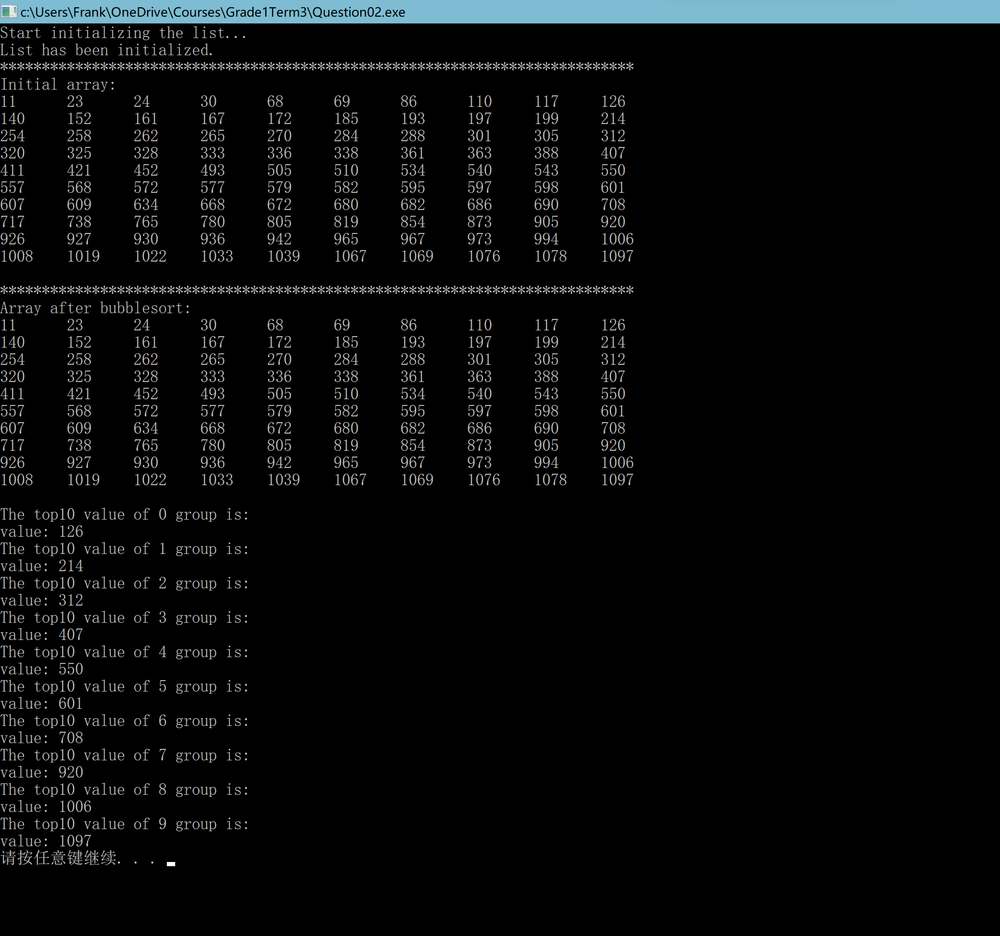 c:\Users\Frank\OneDrive\Courses\Grade1Term3\Question02.exe
Start initializing the list...
List has been initialized.
****************************************************************************
Initial array:
11 23 24 30 68 69 86 110 117 126
140 152 161 167 172 185 193 197 199 214
254 258 262 265 270 284 288 301 305 312
320 325 328 333 336 338 361 363 388 407
411 421 452 493 505 510 534 540 543 550
557 568 572 577 579 582 595 597 598 601
607 609 634 668 672 680 682 686 690 708
717 738 765 780 805 819 854 873 905 920
926 927 930 936 942 965 967 973 994 1006
1008 1019 1022 1033 1039 1067 1069 1076 1078 1097
****************************************************************************
Array after bubblesort:
11 23 24 30 68 69 86 110 117 126
140 152 161 167 172 185 193 197 199 214
254 258 262 265 270 284 288 301 305 312
320 325 328 333 336 338 361 363 388 407
411 421 452 493 505 510 534 540 543 550
557 568 572 577 579 582 595 597 598 601
607 609 634 668 672 680 682 686 690 708
717 738 765 780 805 819 854 873 905 920
926 927 930 936 942 965 967 973 994 1006
1008 1019 1022 1033 1039 1067 1069 1076 1078 1097
The top10 value of 0 group is:
value: 126
The top10 value of 1 group is:
value: 214
The top10 value of 2 group is:
value: 312
The top10 value of 3 group is:
value: 407
The top10 value of 4 group is:
value: 550
The top10 value of 5 group is:
value: 601
The top10 value of 6 group is:
value: 708
The top10 value of 7 group is:
value: 920
The top10 value of 8 group is:
value: 1006
The top10 value of 9 group is:
value: 1097
请按任意键继续. . .